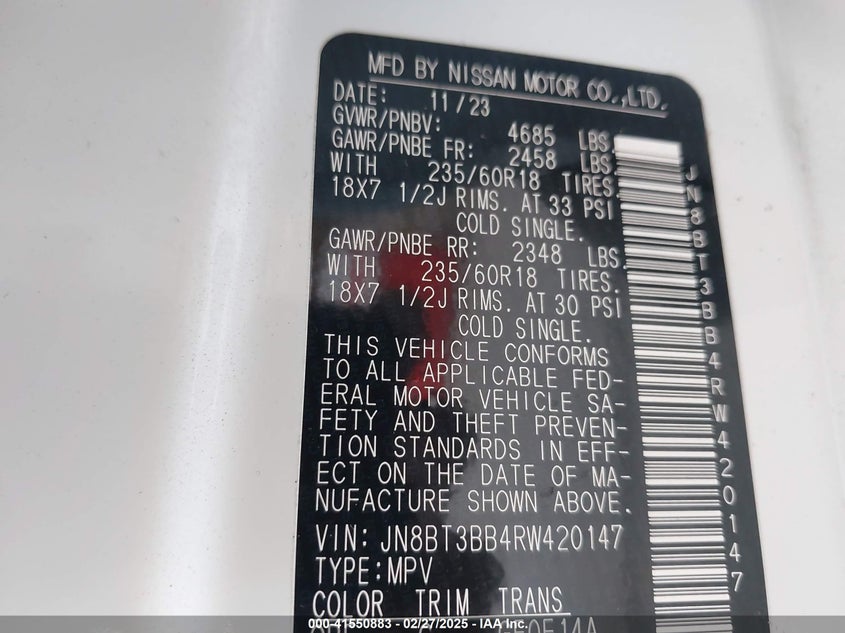 MFD BY NISSAN MOTOR CO.,LTD.
DATE: 11/23
GVWR/PNBV: 4685 LBS.
GAWR/PNBE FR: 2458 LBS.
WITH 235/60R18 TIRES.
18X7 1/2J RIMS. AT 33 PSI
COLD SINGLE.
GAWR/PNBE RR: 2348 LBS.
WITH 235/60R18 TIRES.
18X7 1/2J RIMS. AT 30 PSI
COLD SINGLE.
THIS VEHICLE CONFORMS
TO ALL APPLICABLE FED-
ERAL MOTOR VEHICLE SA-
FETY AND THEFT PREVEN-
TION STANDARDS IN EFF-
ECT ON THE DATE OF MA-
NUFACTURE SHOWN ABOVE.
VIN: JN8BT3BB4RW420147
TYPE:MPV
COLOR TRIM TRANS
JN8BT3BB4RW420147
000-41550883 - 02/27/2025 - IAA Inc.